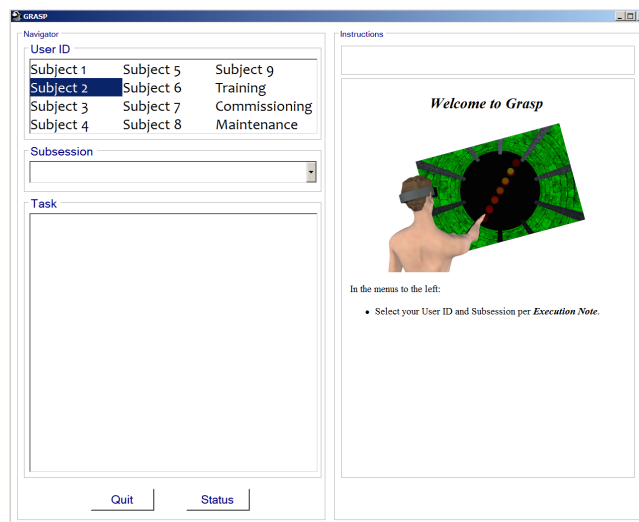 GRASP
Navigator
User ID
Subject 1 Subject 5 Subject 9
Subject 2 Subject 6 Training
Subject 3 Subject 7 Commissioning
Subject 4 Subject 8 Maintenance
Subsession
Task
Quit Status
Instructions
Welcome to Grasp
In the menus to the left:
• Select your User ID and Subsession per Execution Note.